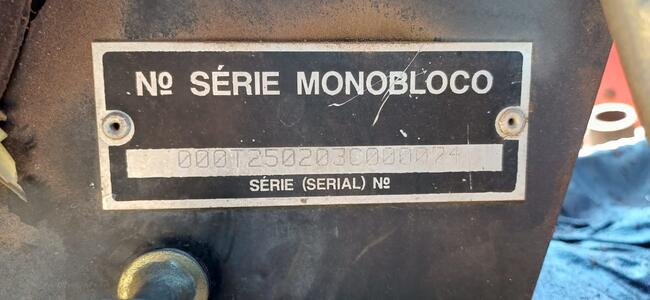 Nº SÉRIE MONOBLOCO
000T250203C000074
SÉRIE (SERIAL) Nº